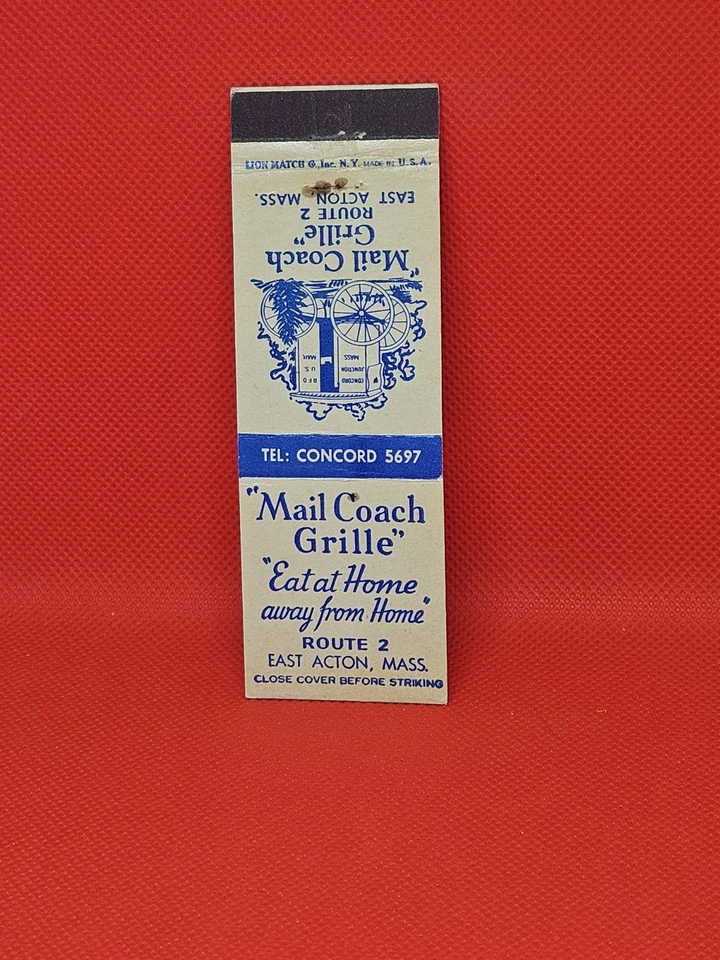 LION MATCH Co., Inc. N. Y. MADE IN U. S. A.
"Mail Coach
Grille"
ROUTE 2
EAST ACTON, MASS.
CONCORD
JUNCTION
MASS
R F D
U. S.
MAIL
TEL: CONCORD 5697
"Mail Coach
Grille"
"Eat at Home
away from Home"
ROUTE 2
EAST ACTON, MASS.
CLOSE COVER BEFORE STRIKING